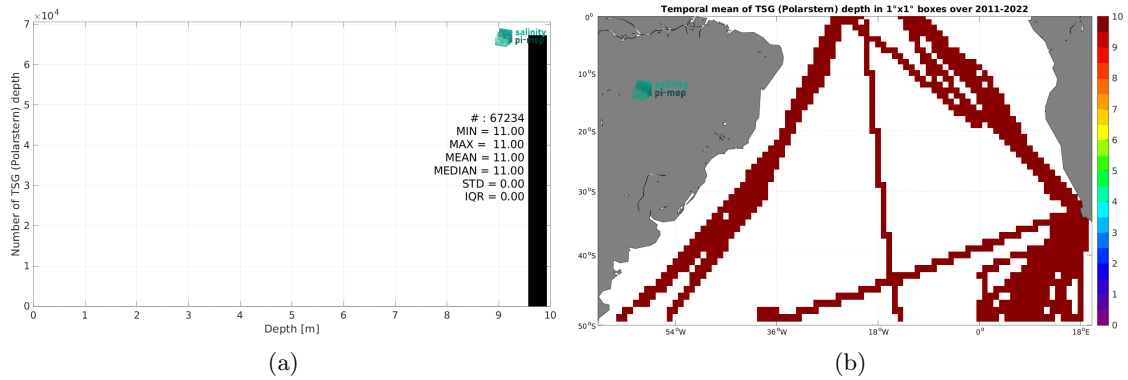 ×10⁴
7
6
5
4
3
2
1
0
Number of TSG (Polarstern) depth
salinity
pi-mep
# : 67234
MIN = 11.00
MAX = 11.00
MEAN = 11.00
MEDIAN = 11.00
STD = 0.00
IQR = 0.00
0 1 2 3 4 5 6 7 8 9 10
Depth [m]
(a)
Temporal mean of TSG (Polarstern) depth in 1°x1° boxes over 2011-2022
0°
10°S
20°S
30°S
40°S
50°S
salinity
pi-mep
54°W 36°W 18°W 0° 18°E
10
9
8
7
6
5
4
3
2
1
0
(b)